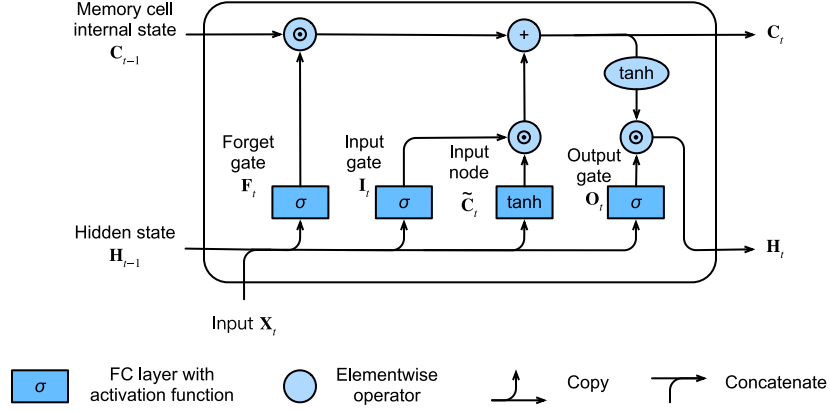 Memory cell
internal state
C_{t−1}
Hidden state
H_{t−1}
Input X_t
Forget
gate
F_t
σ
Input
gate
I_t
σ
Input
node
C̃_t
tanh
Output
gate
O_t
σ
+
tanh
C_t
H_t
σ
FC layer with
activation function
Elementwise
operator
Copy
Concatenate